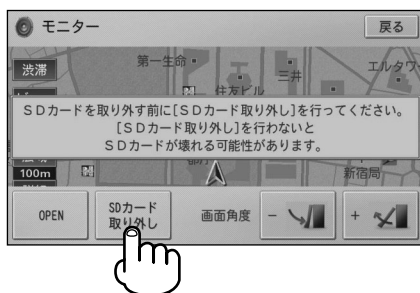 モニター
戻る
渋滞
第一生命
三井
エルタワ
住友ビル
SDカードを取り外す前に[SDカード取り外し]を行ってください。
[SDカード取り外し]を行わないと
SDカードが壊れる可能性があります。
100m
都庁
新宿局
OPEN
SDカード
取り外し
画面角度
-
+